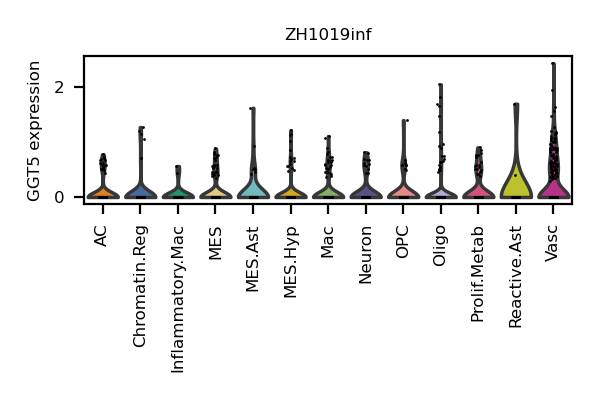 ZH1019inf
GGT5 expression
2
0
AC
Chromatin.Reg
Inflammatory.Mac
MES
MES.Ast
MES.Hyp
Mac
Neuron
OPC
Oligo
Prolif.Metab
Reactive.Ast
Vasc